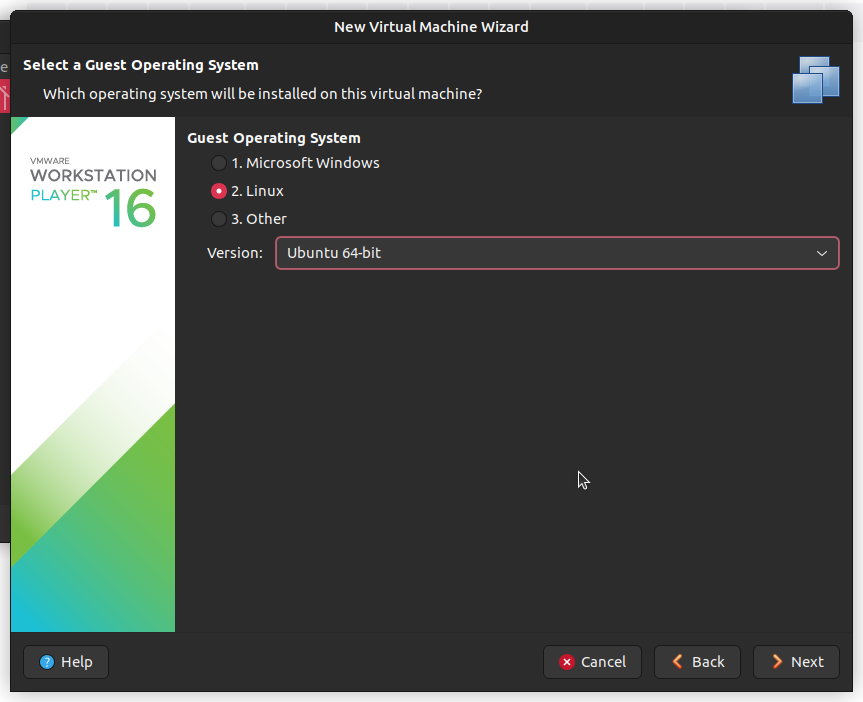 New Virtual Machine Wizard
Select a Guest Operating System
Which operating system will be installed on this virtual machine?
VMWARE
WORKSTATION
PLAYER™ 16
Guest Operating System
1. Microsoft Windows
2. Linux
3. Other
Version: Ubuntu 64-bit
Help Cancel Back Next